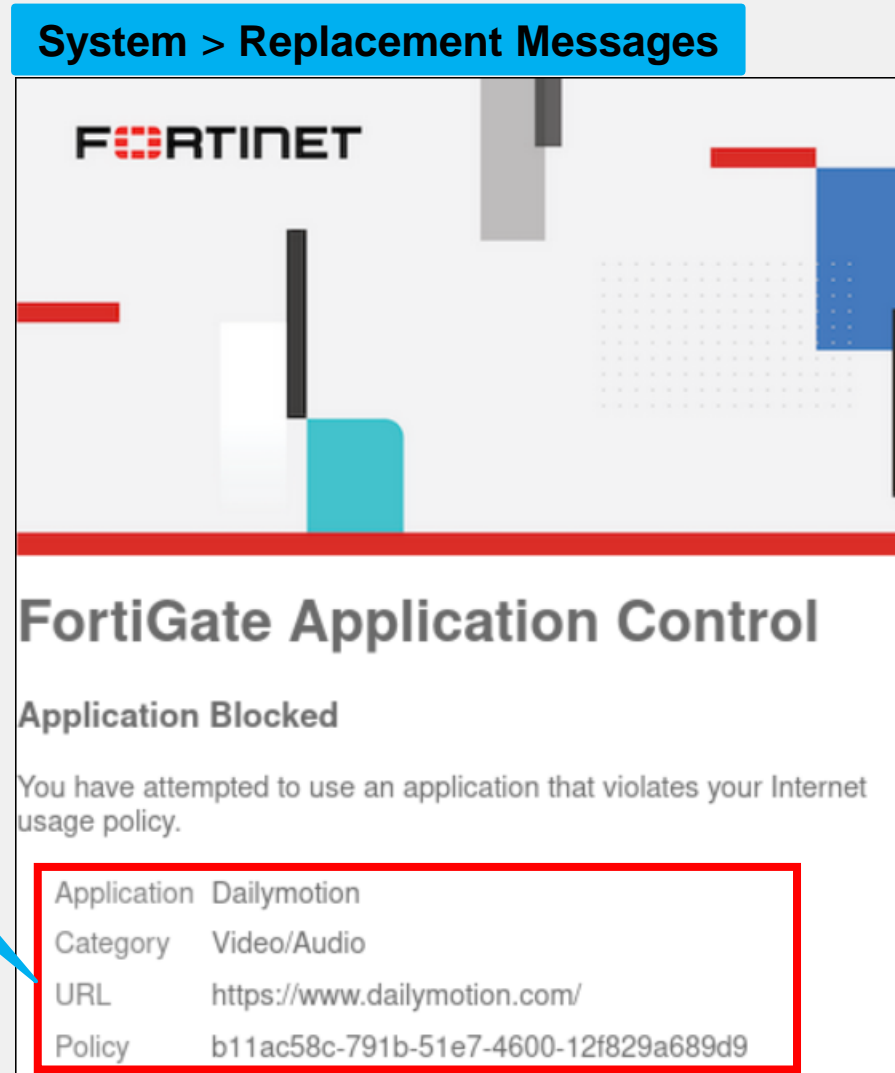 System > Replacement Messages
FORTINET
FortiGate Application Control
Application Blocked
You have attempted to use an application that violates your Internet
usage policy.
Application Dailymotion
Category Video/Audio
URL https://www.dailymotion.com/
Policy b11ac58c-791b-51e7-4600-12f829a689d9